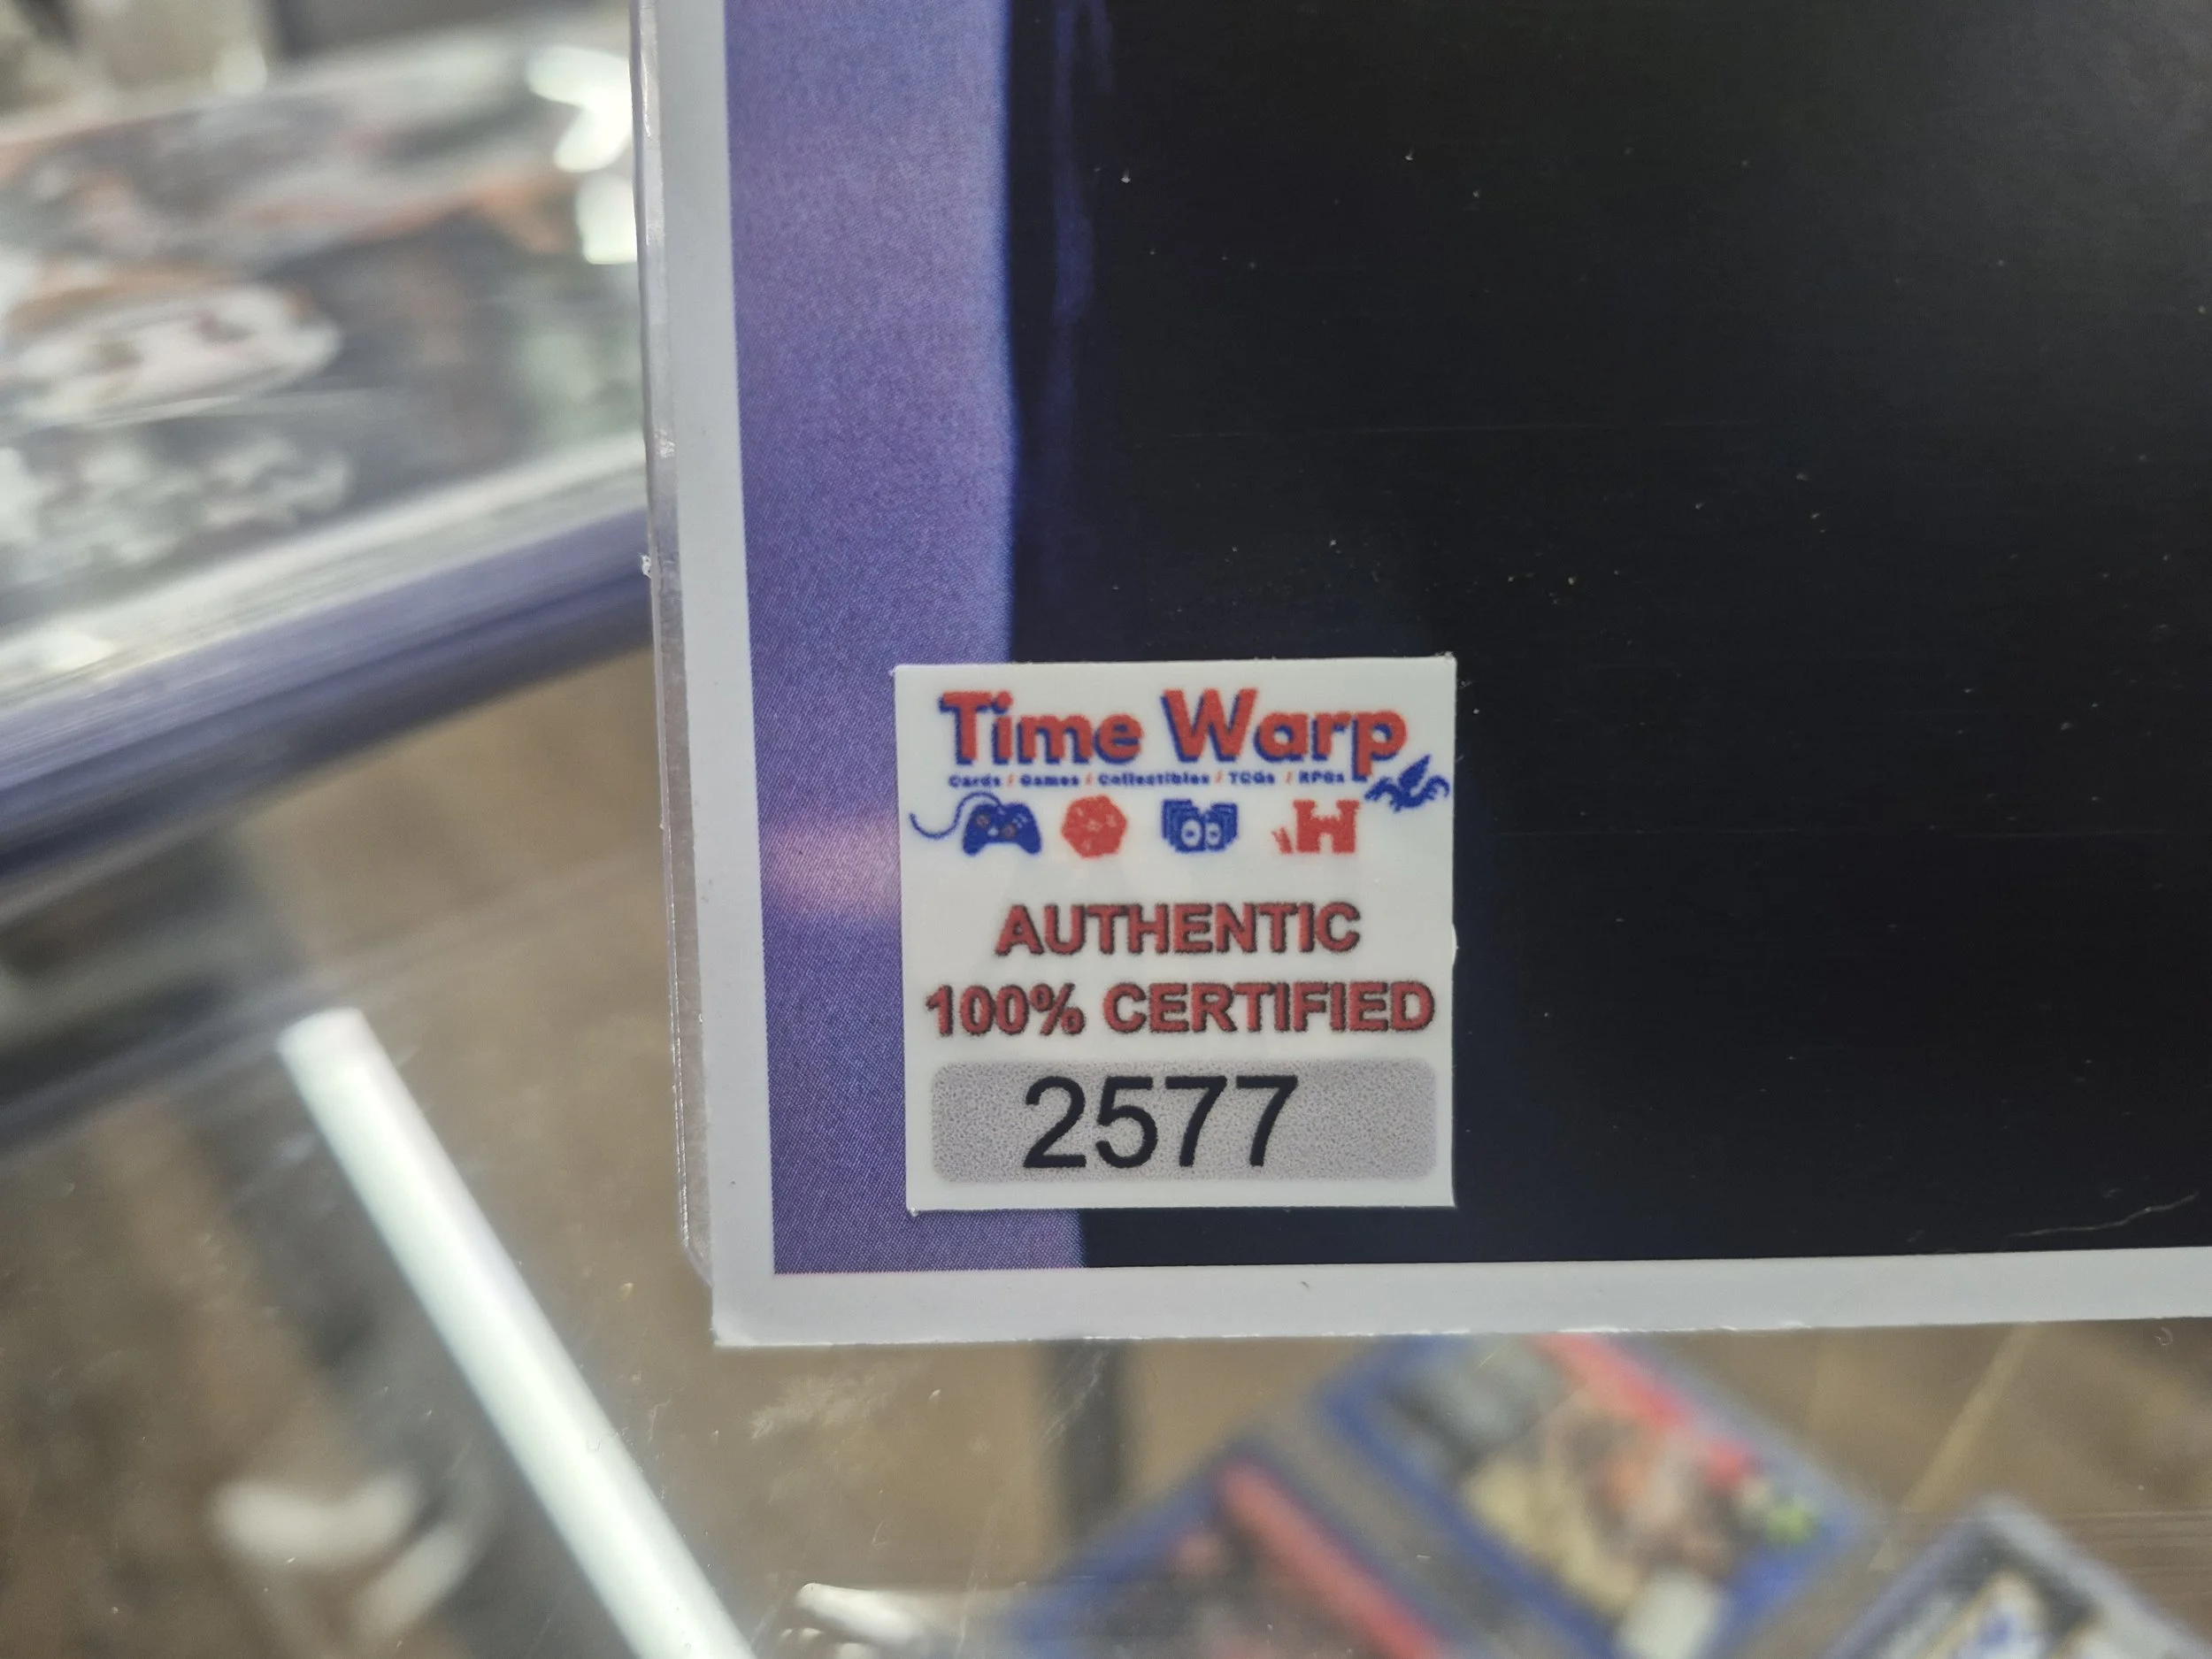 Time Warp
Cards / Games / Collectibles / TCGs / RPGs
AUTHENTIC
100% CERTIFIED
2577